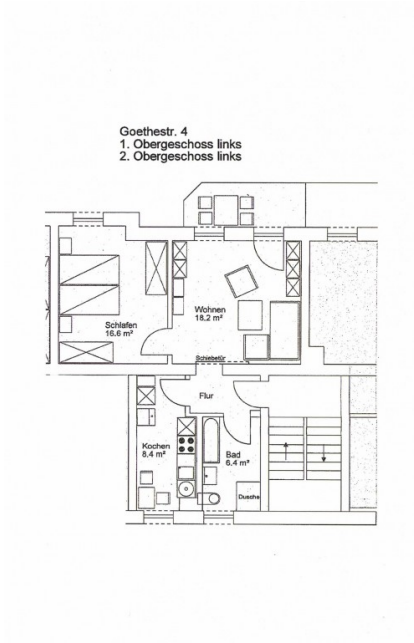 Goethestr. 4
1. Obergeschoss links
2. Obergeschoss links
Wohnen
18,2 m²
Schlafen
16,6 m²
Schiebetür
Flur
Kochen
8,4 m²
Bad
6,4 m²
Dusche